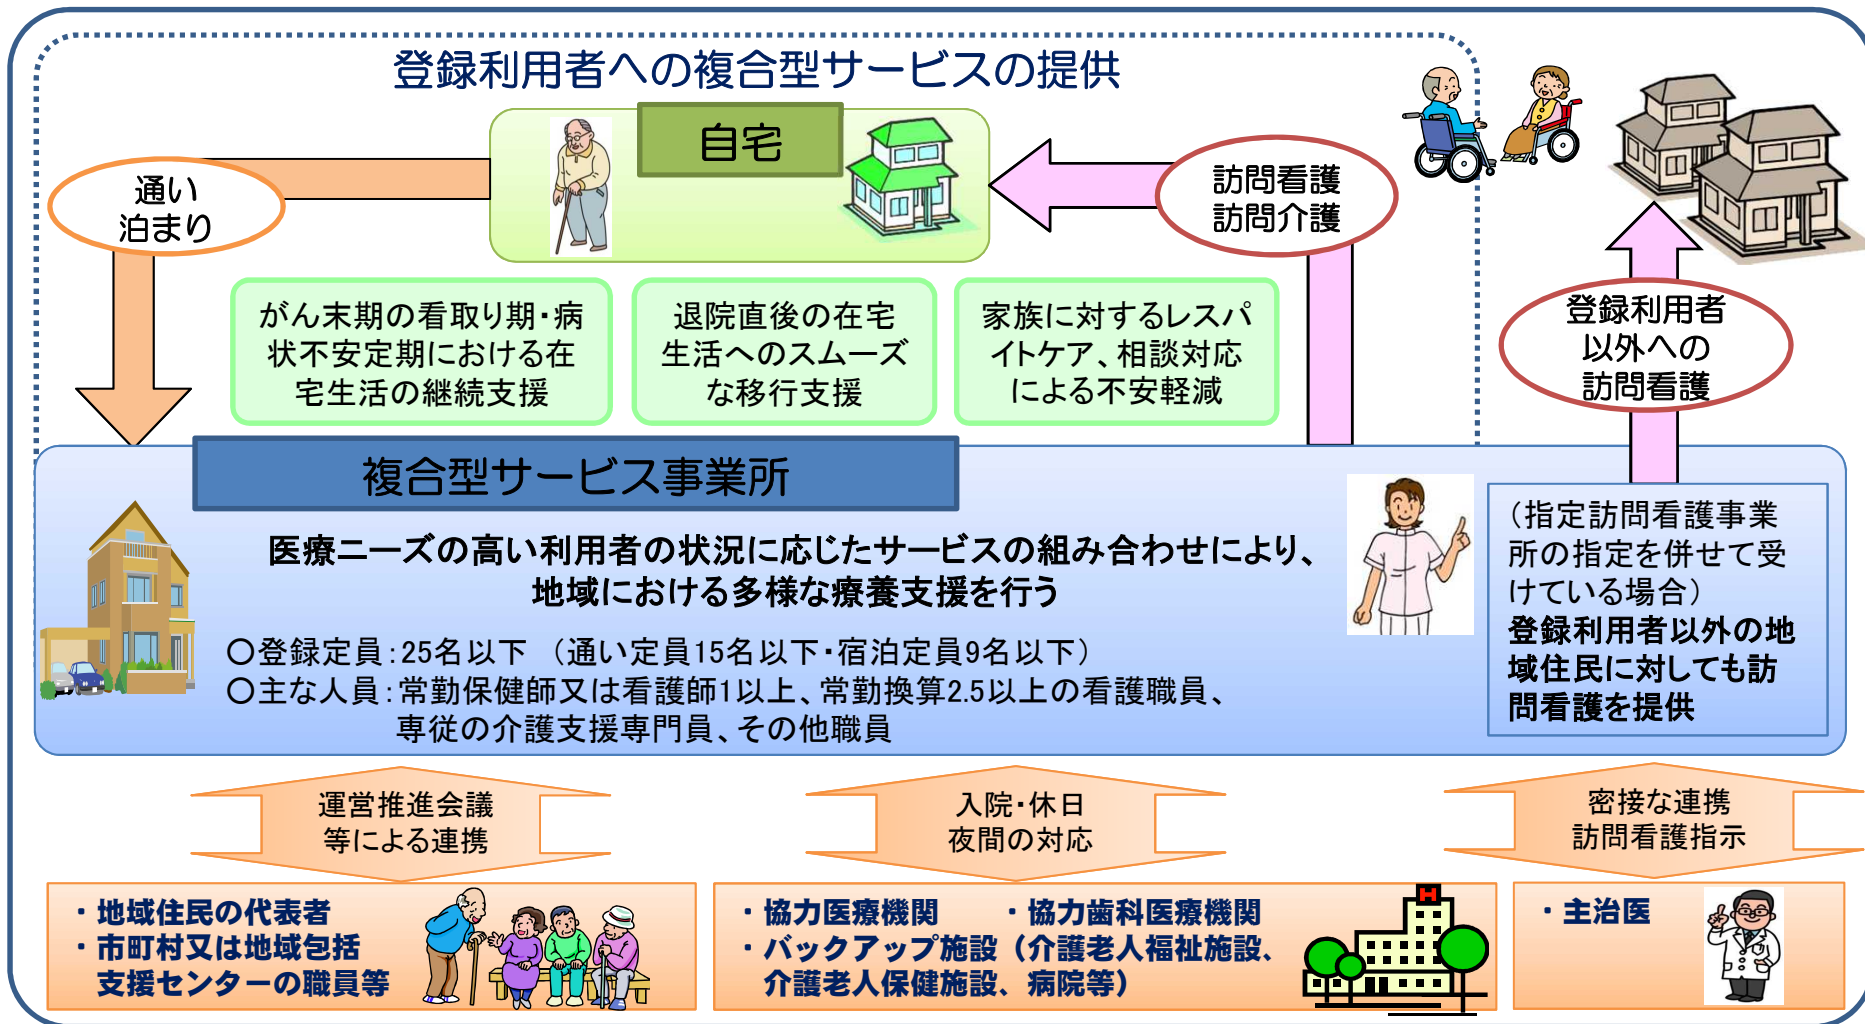 登録利用者への複合型サービスの提供
自宅
通い
泊まり
訪問看護
訪問介護
がん末期の看取り期・病
状不安定期における在
宅生活の継続支援
退院直後の在宅
生活へのスムーズ
な移行支援
家族に対するレスパ
イトケア、相談対応
による不安軽減
登録利用者
以外への
訪問看護
複合型サービス事業所
医療ニーズの高い利用者の状況に応じたサービスの組み合わせにより、
地域における多様な療養支援を行う
○登録定員：25名以下　（通い定員15名以下・宿泊定員9名以下）
○主な人員：常勤保健師又は看護師1以上、常勤換算2.5以上の看護職員、
専従の介護支援専門員、その他職員
（指定訪問看護事業
所の指定を併せて受
けている場合）
登録利用者以外の地
域住民に対しても訪
問看護を提供
運営推進会議
等による連携
入院・休日
夜間の対応
密接な連携
訪問看護指示
・地域住民の代表者
・市町村又は地域包括
支援センターの職員等
・協力医療機関　　・協力歯科医療機関
・バックアップ施設（介護老人福祉施設、
介護老人保健施設、病院等）
・主治医